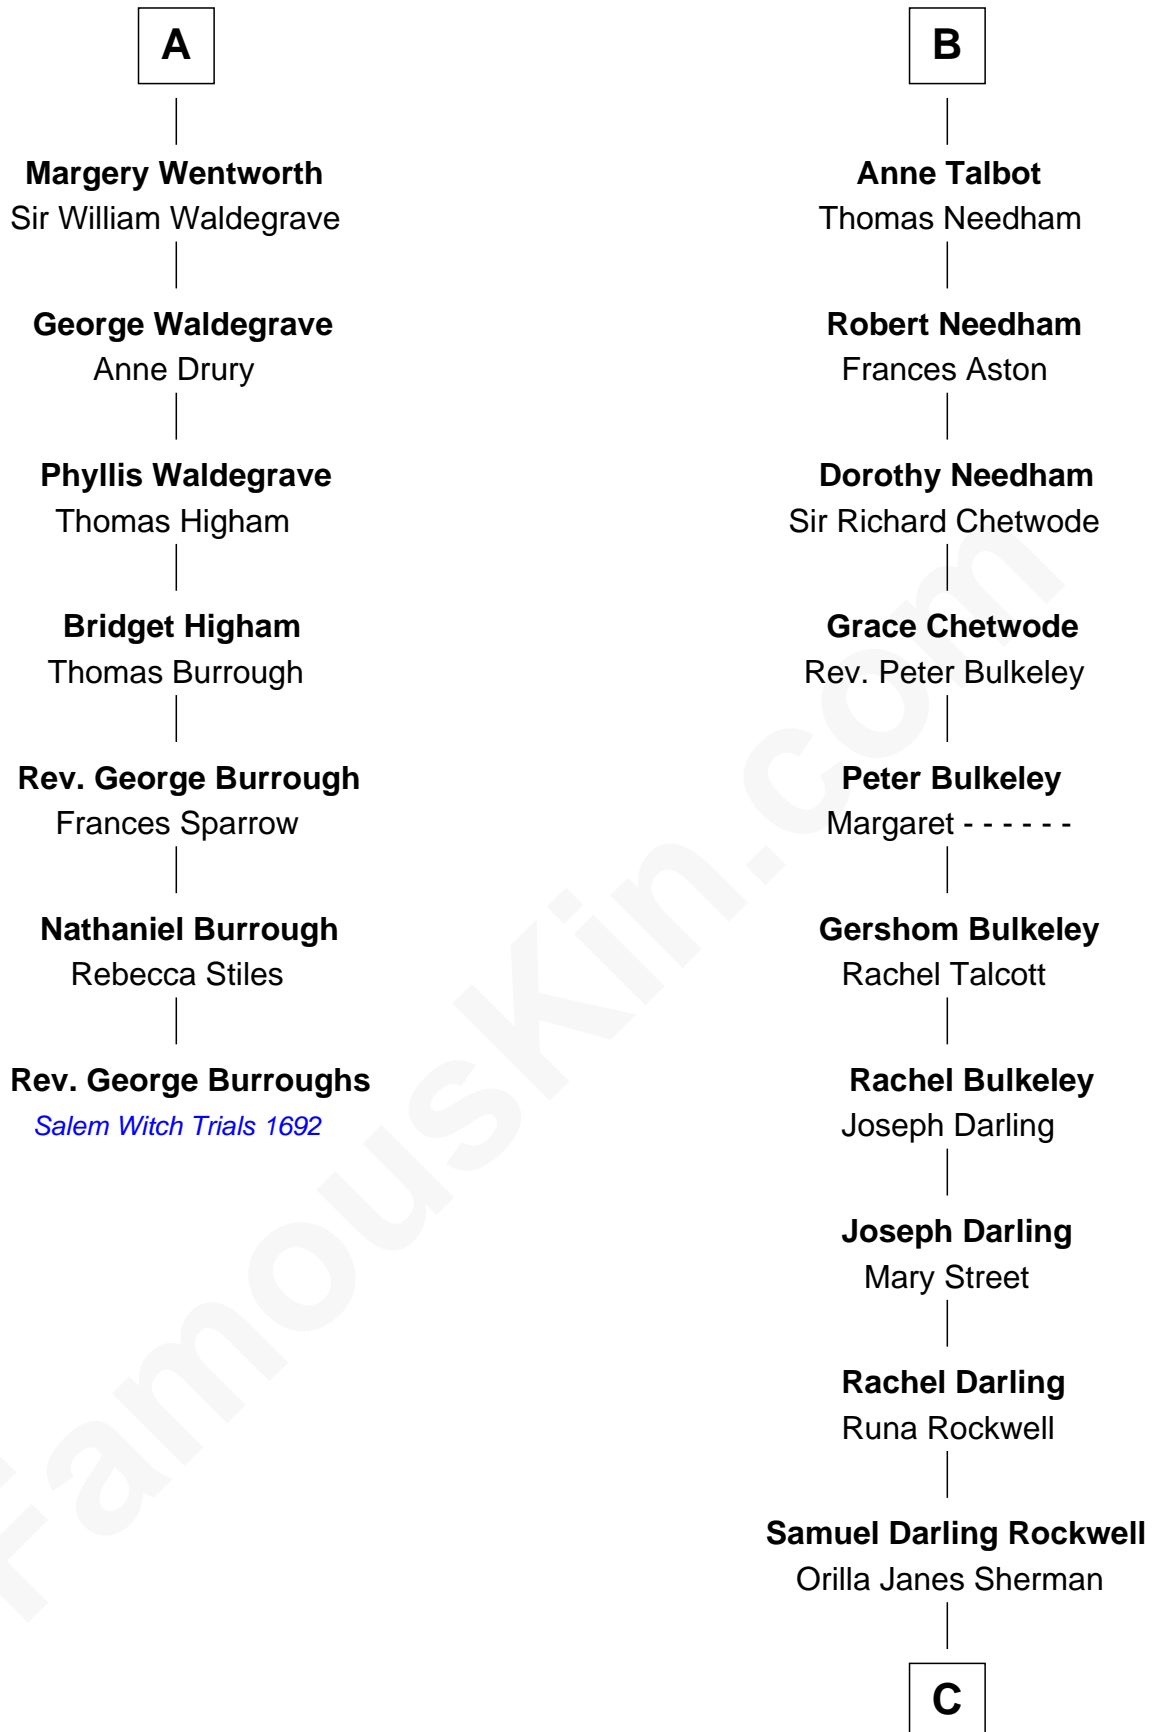 A
Margery Wentworth
Sir William Waldegrave
George Waldegrave
Anne Drury
Phyllis Waldegrave
Thomas Higham
Bridget Higham
Thomas Burrough
Rev. George Burrough
Frances Sparrow
Nathaniel Burrough
Rebecca Stiles
Rev. George Burroughs
Salem Witch Trials 1692
B
Anne Talbot
Thomas Needham
Robert Needham
Frances Aston
Dorothy Needham
Sir Richard Chetwode
Grace Chetwode
Rev. Peter Bulkeley
Peter Bulkeley
Margaret - - - - - -
Gershom Bulkeley
Rachel Talcott
Rachel Bulkeley
Joseph Darling
Joseph Darling
Mary Street
Rachel Darling
Runa Rockwell
Samuel Darling Rockwell
Orilla Janes Sherman
C
FamousKin.com